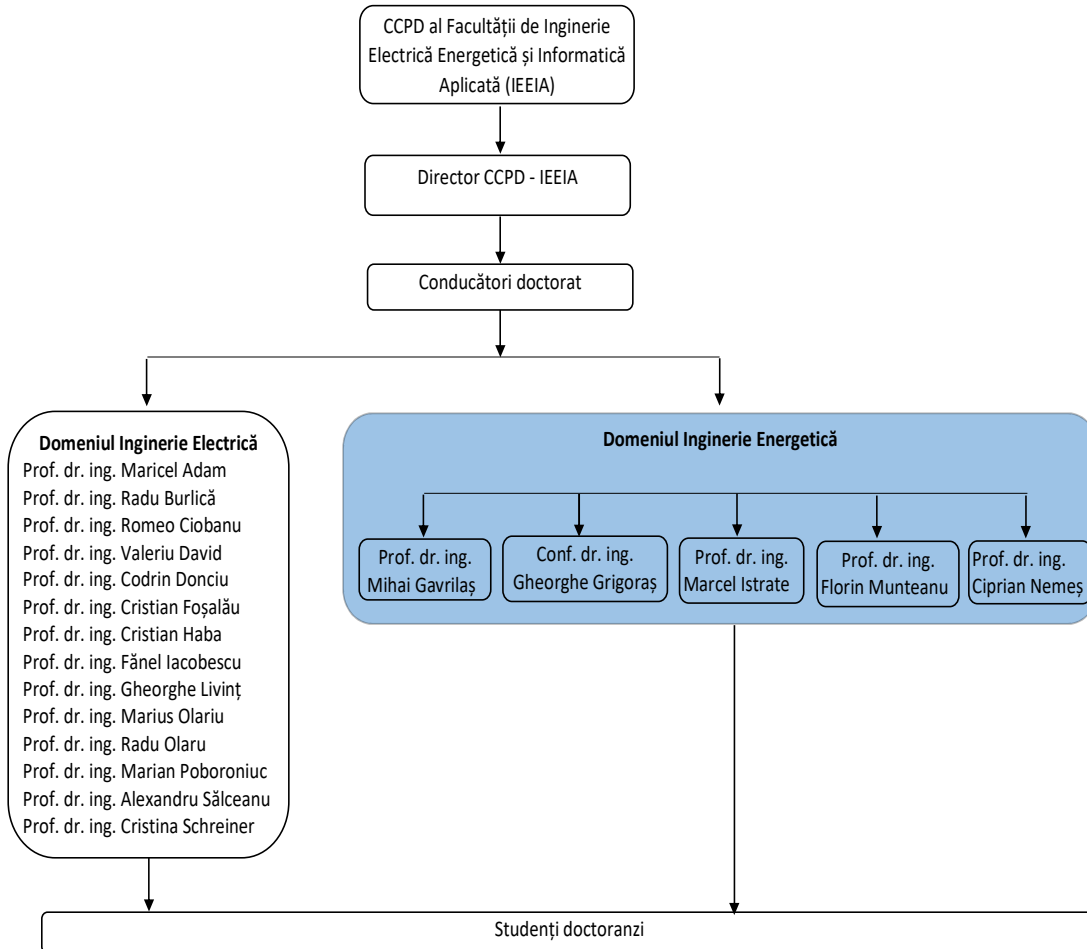 CCPD al Facultății de Inginerie
Electrică Energetică și Informatică
Aplicată (IEEIA)
Director CCPD - IEEIA
Conducători doctorat
Domeniul Inginerie Electrică
Prof. dr. ing. Maricel Adam
Prof. dr. ing. Radu Burlică
Prof. dr. ing. Romeo Ciobanu
Prof. dr. ing. Valeriu David
Prof. dr. ing. Codrin Donciu
Prof. dr. ing. Cristian Foșalău
Prof. dr. ing. Cristian Haba
Prof. dr. ing. Fănel Iacobescu
Prof. dr. ing. Gheorghe Livinț
Prof. dr. ing. Marius Olariu
Prof. dr. ing. Radu Olaru
Prof. dr. ing. Marian Poboroniuc
Prof. dr. ing. Alexandru Sălceanu
Prof. dr. ing. Cristina Schreiner
Domeniul Inginerie Energetică
Prof. dr. ing.
Mihai Gavrilaș
Conf. dr. ing.
Gheorghe Grigoraș
Prof. dr. ing.
Marcel Istrate
Prof. dr. ing.
Florin Munteanu
Prof. dr. ing.
Ciprian Nemeș
Studenți doctoranzi